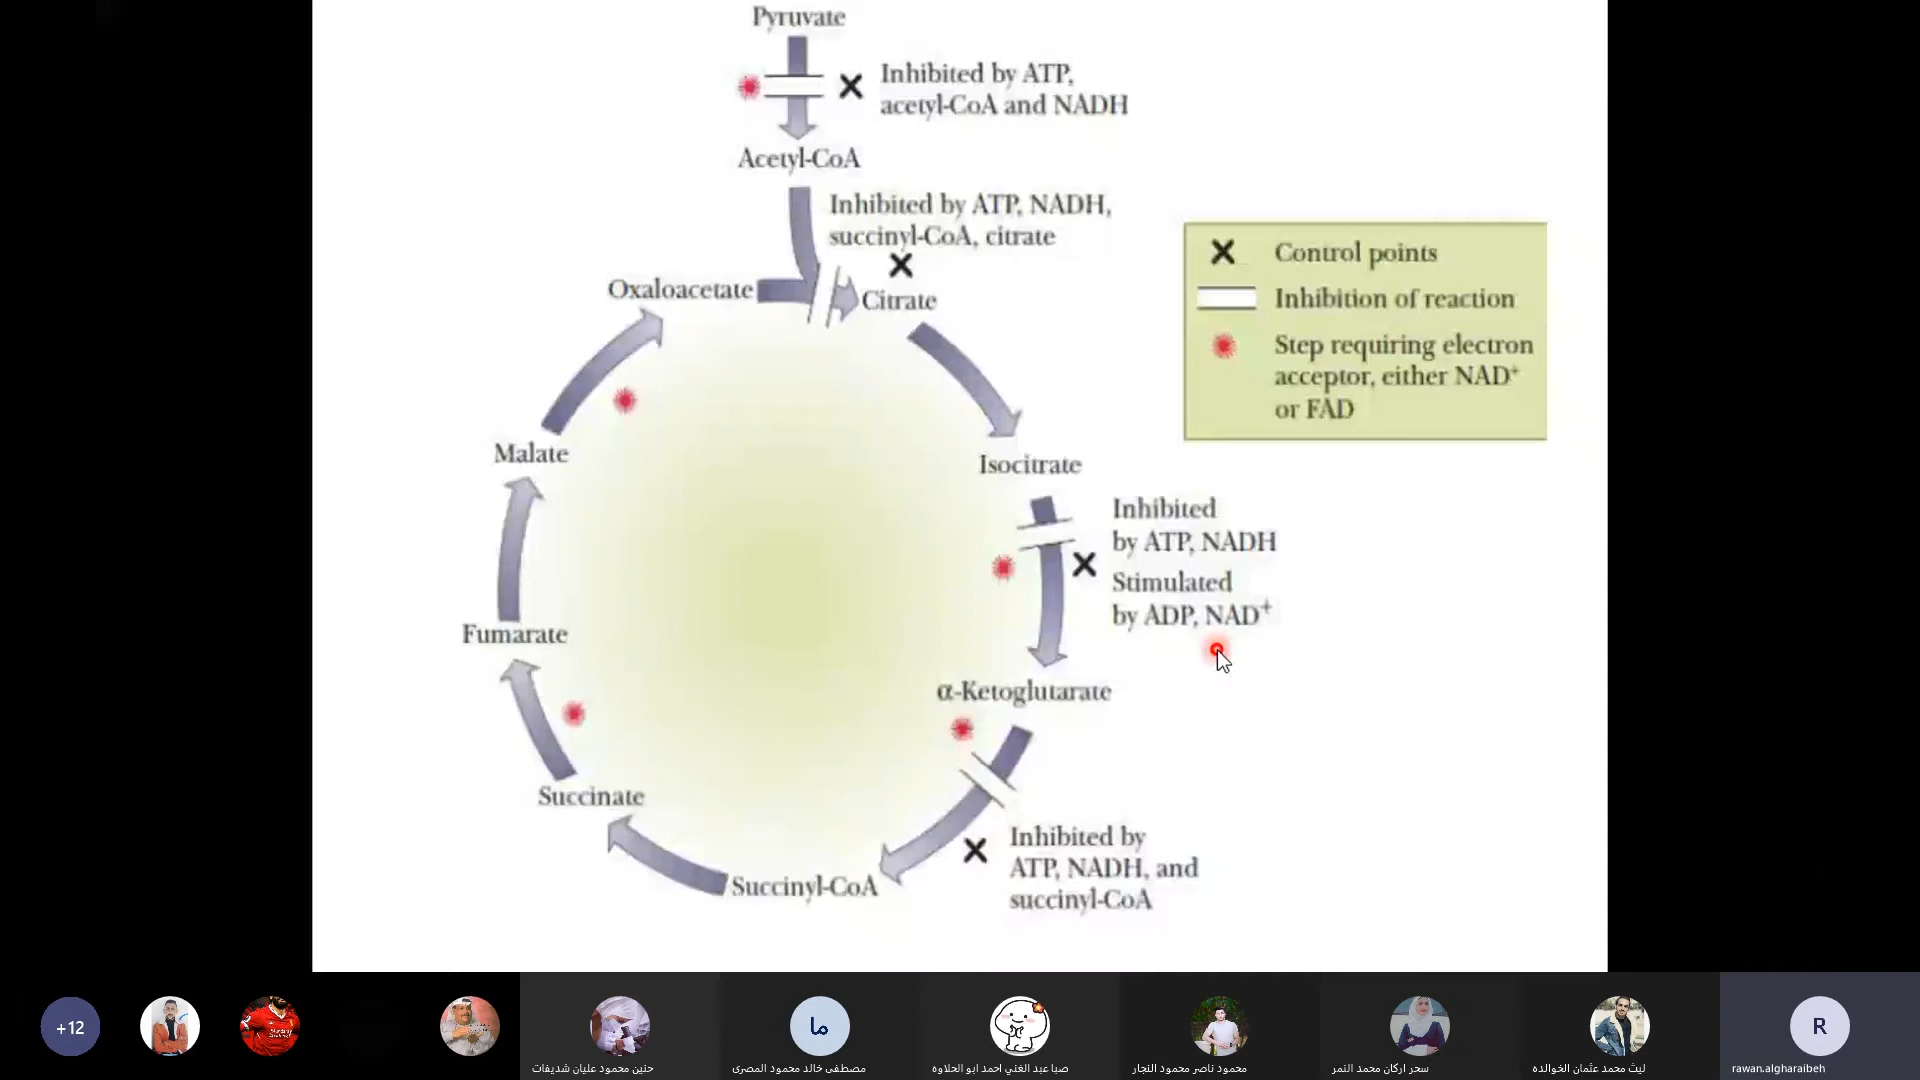 Pyruvate
Inhibited by ATP,
acetyl-CoA and NADH
Acetyl-CoA
Inhibited by ATP, NADH,
succinyl-CoA, citrate
Oxaloacetate
Citrate
Control points
Inhibition of reaction
Step requiring electron
acceptor, either NAD⁺
or FAD
Malate
Isocitrate
Inhibited
by ATP, NADH
Stimulated
by ADP, NAD⁺
Fumarate
α-Ketoglutarate
Succinate
Inhibited by
ATP, NADH, and
succinyl-CoA
Succinyl-CoA
+12
ما
R
حنين محمود عليان شديفات
مصطفى خالد محمود المصرى
صبا عبد الغني احمد ابو الحلاوه
محمود ناصر محمود النجار
سحر اركان محمد النمر
ليث محمد عثمان الخوالده
rawan.algharaibeh